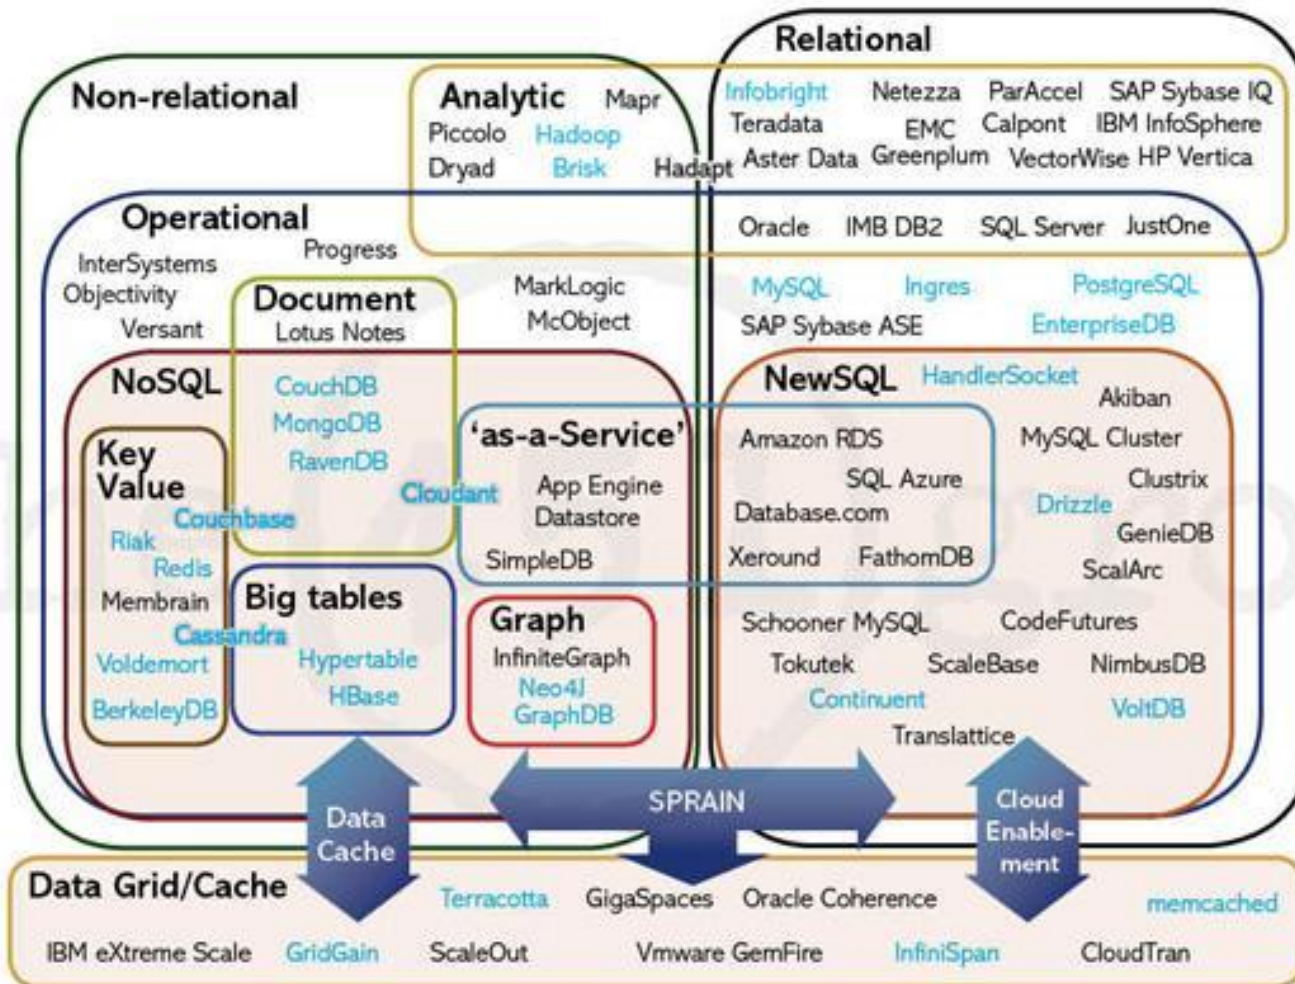 Relational
Non-relational
Analytic Mapr
Piccolo Hadoop
Dryad Brisk Hadapt
Infobright Netezza ParAccel SAP Sybase IQ
Teradata EMC Calpont IBM InfoSphere
Aster Data Greenplum VectorWise HP Vertica
Operational
Oracle IMB DB2 SQL Server JustOne
InterSystems Progress
Objectivity
Versant
Document
Lotus Notes
MarkLogic
McObject
MySQL Ingres PostgreSQL
SAP Sybase ASE EnterpriseDB
NoSQL
CouchDB
MongoDB
RavenDB
Cloudant
Couchbase
Key
Value
Riak
Redis
Membrain
Cassandra
Voldemort
BerkeleyDB
Big tables
Hypertable
HBase
'as-a-Service'
App Engine
Datastore
SimpleDB
Graph
InfiniteGraph
Neo4J
GraphDB
NewSQL HandlerSocket
Akiban
Amazon RDS MySQL Cluster
SQL Azure Clustrix
Database.com Drizzle
GenieDB
Xeround FathomDB ScalArc
Schooner MySQL CodeFutures
Tokutek ScaleBase NimbusDB
Continuent VoltDB
Translattice
Data
Cache
SPRAIN
Cloud
Enable-
ment
Data Grid/Cache
Terracotta GigaSpaces Oracle Coherence memcached
IBM eXtreme Scale GridGain ScaleOut Vmware GemFire InfiniSpan CloudTran